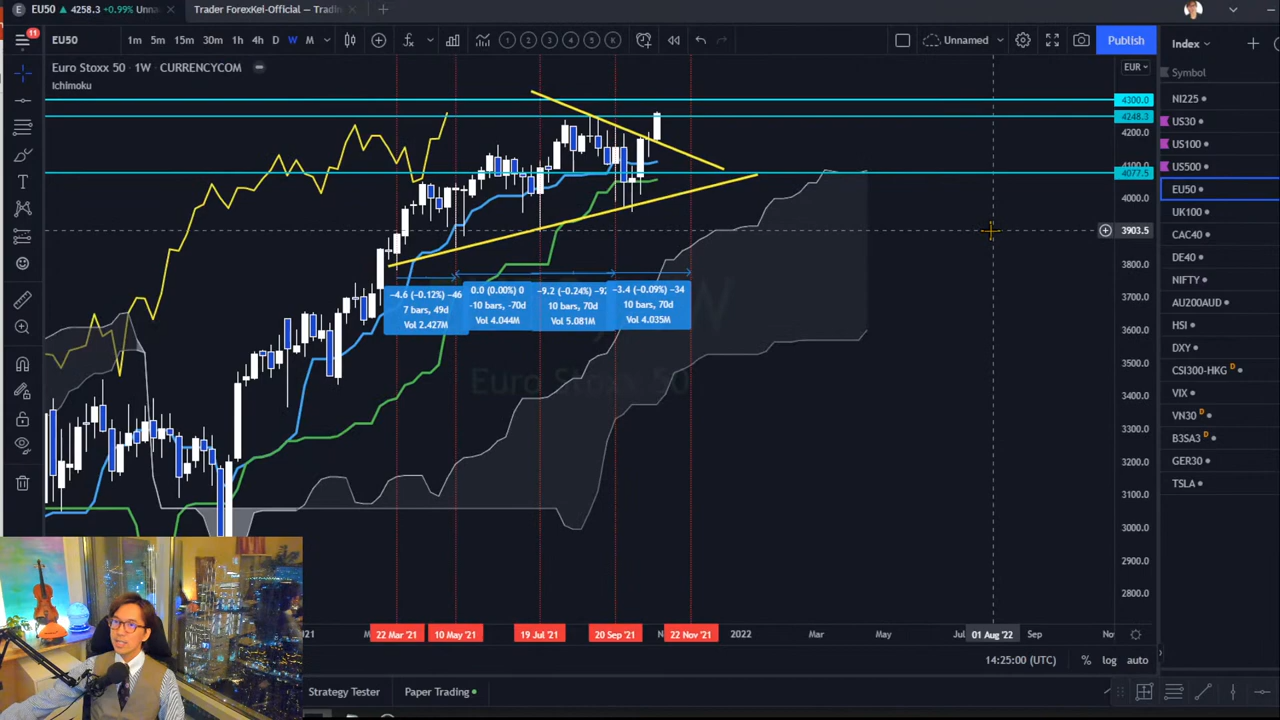 EU50 ▲ 4258.3 +0.99% Unna
Trader ForexKei-Official — Tradin
11
EU50
1m 5m 15m 30m 1h 4h D W M
1 2 3 4 5 K
Unnamed
Publish
Index
Euro Stoxx 50 · 1W · CURRENCYCOM
Ichimoku
EUR
Symbol
NI225
US30
US100
US500
EU50
UK100
CAC40
DE40
NIFTY
AU200AUD
HSI
DXY
CSI300-HKG D
VIX
VN30 D
B3SA3 D
GER30
TSLA
4300.0
4248.3
4200.0
4100.0
4077.5
4000.0
3903.5
3800.0
3700.0
3600.0
3500.0
3400.0
3300.0
3200.0
3100.0
3000.0
2900.0
2800.0
Euro Stoxx 50
−4.6 (−0.12%) −46
7 bars, 49d
Vol 2.427M
0.0 (0.00%) 0
-10 bars, -70d
Vol 4.044M
−9.2 (−0.24%) −92
10 bars, 70d
Vol 5.081M
−3.4 (−0.09%) −34
10 bars, 70d
Vol 4.035M
22 Mar '21
10 May '21
19 Jul '21
20 Sep '21
22 Nov '21
2022
Mar
May
01 Aug '22
Sep
14:25:00 (UTC)
% log auto
Strategy Tester
Paper Trading